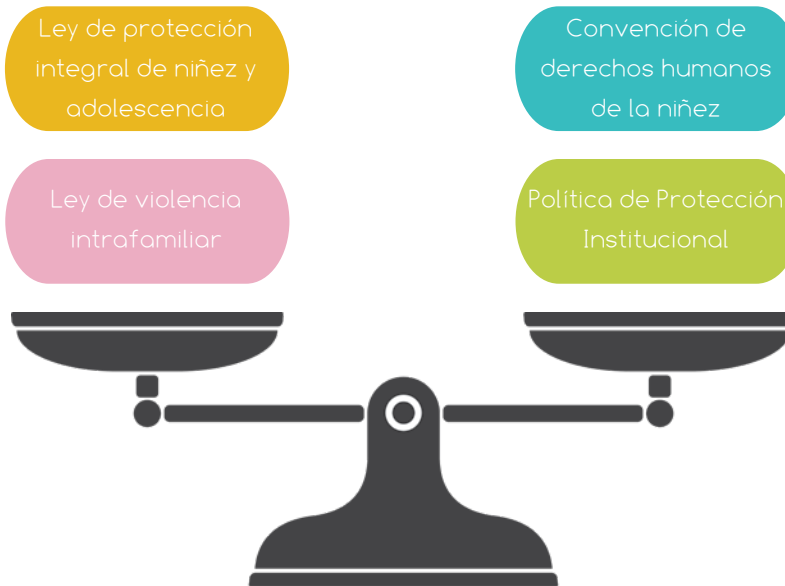 Ley de protección
integral de niñez y
adolescencia
Convención de
derechos humanos
de la niñez
Ley de violencia
intrafamiliar
Política de Protección
Institucional